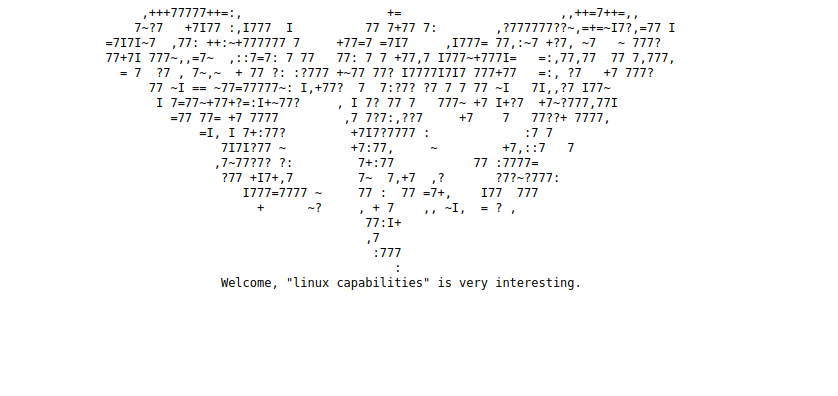 ,+++77777++=:,                    +=                      ,,++=7++=,,
7~?7   +7I77 :,I777  I          77 7+77 7:        ,?777777??~,=+=~I7?,=77 I
=7I7I~7  ,77: ++:~+777777 7     +77=7 =7I7     ,I777= 77,:~7 +?7, ~7   ~ 777?
77+7I 777~,,=7~  ,::7=7: 7 77   77: 7 7 +77,7 I777~+777I=   =:,77,77  77 7,777,
= 7  ?7 , 7~,~  + 77 ?: :?777 +~77 77? I7777I7I7 777+77   =:, ?7   +7 777?
77 ~I == ~77=77777~: I,+77?  7  7:?7? ?7 7 7 77 ~I   7I,,?7 I77~
I 7=77~+77+?=:I+~77?     , I 7? 77 7   777~ +7 I+?7  +7~?777,77I
=77 77= +7 7777         ,7 7?7:,??7     +7    7   77??+ 7777,
=I, I 7+:77?         +7I7?7777 :             :7 7
7I7I?77 ~         +7:77,     ~         +7,::7   7
,7~77?7? ?:         7+:77           77 :7777=
?77 +I7+,7         7~  7,+7  ,?       ?7?~?777:
I777=7777 ~     77 :  77 =7+,    I77  777
+      ~?     , + 7    ,, ~I,  = ? ,
77:I+
,7
:777
:
Welcome, "linux capabilities" is very interesting.